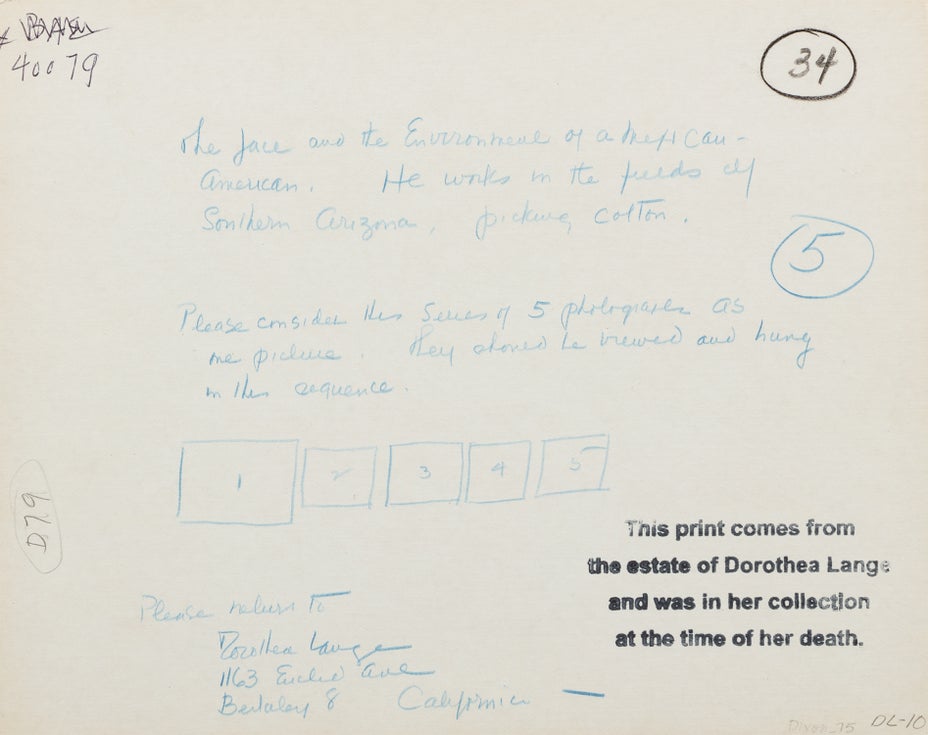 40079
34
The face and the Environment of a Mexican-
American. He works in the fields of
Southern Arizona, picking cotton.
5
Please consider this Series of 5 photographs as
one picture. They should be viewed and hung
in this sequence.
1 2 3 4 5
D79
This print comes from
the estate of Dorothea Lange
and was in her collection
at the time of her death.
Please return to
Dorothea Lange
1163 Euclid Ave
Berkeley 8 California
Dixon 75 DL-10